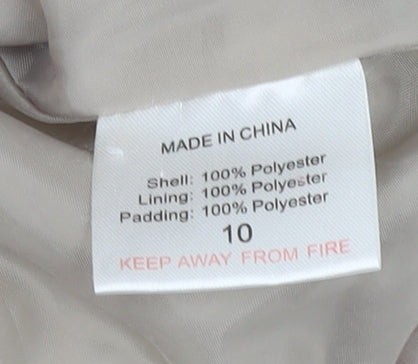 MADE IN CHINA
Shell: 100% Polyester
Lining: 100% Polyester
Padding: 100% Polyester
10
KEEP AWAY FROM FIRE